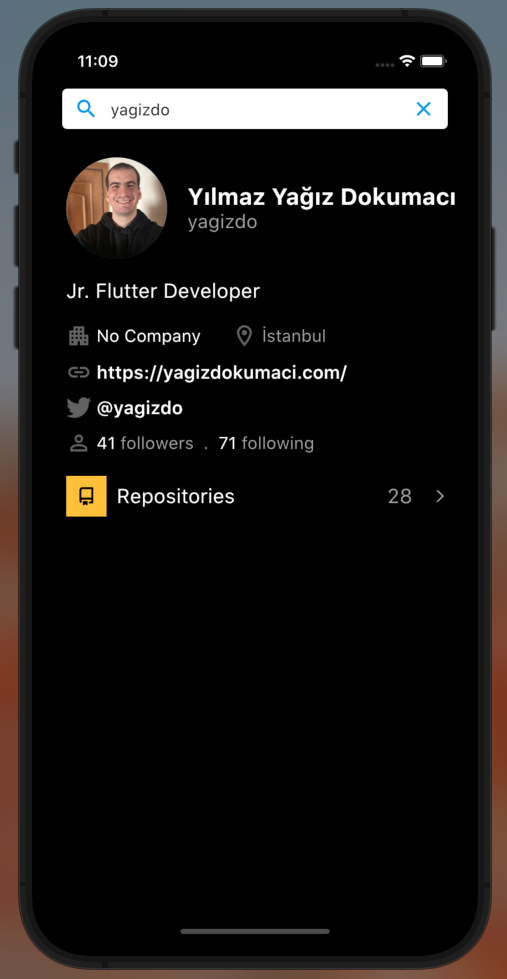 11:09
yagizdo
Yılmaz Yağız Dokumacı
yagizdo
Jr. Flutter Developer
No Company İstanbul
https://yagizdokumaci.com/
@yagizdo
41 followers . 71 following
Repositories 28